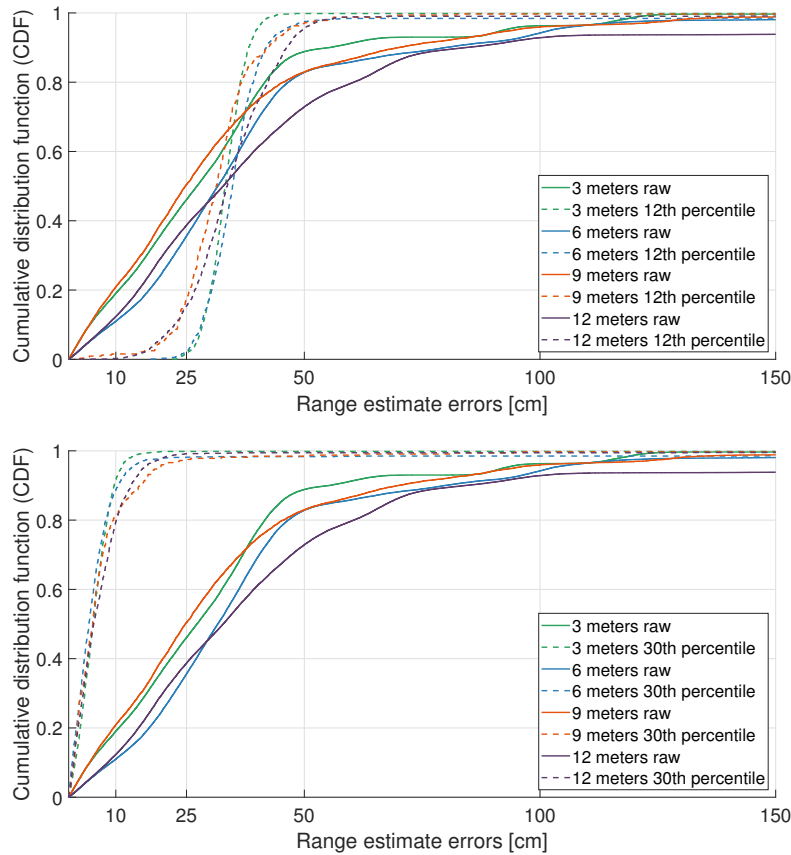 Cumulative distribution function (CDF)
1
0.8
0.6
0.4
0.2
0
10
25
50
100
150
Range estimate errors [cm]
3 meters raw
3 meters 12th percentile
6 meters raw
6 meters 12th percentile
9 meters raw
9 meters 12th percentile
12 meters raw
12 meters 12th percentile
Cumulative distribution function (CDF)
1
0.8
0.6
0.4
0.2
0
10
25
50
100
150
Range estimate errors [cm]
3 meters raw
3 meters 30th percentile
6 meters raw
6 meters 30th percentile
9 meters raw
9 meters 30th percentile
12 meters raw
12 meters 30th percentile